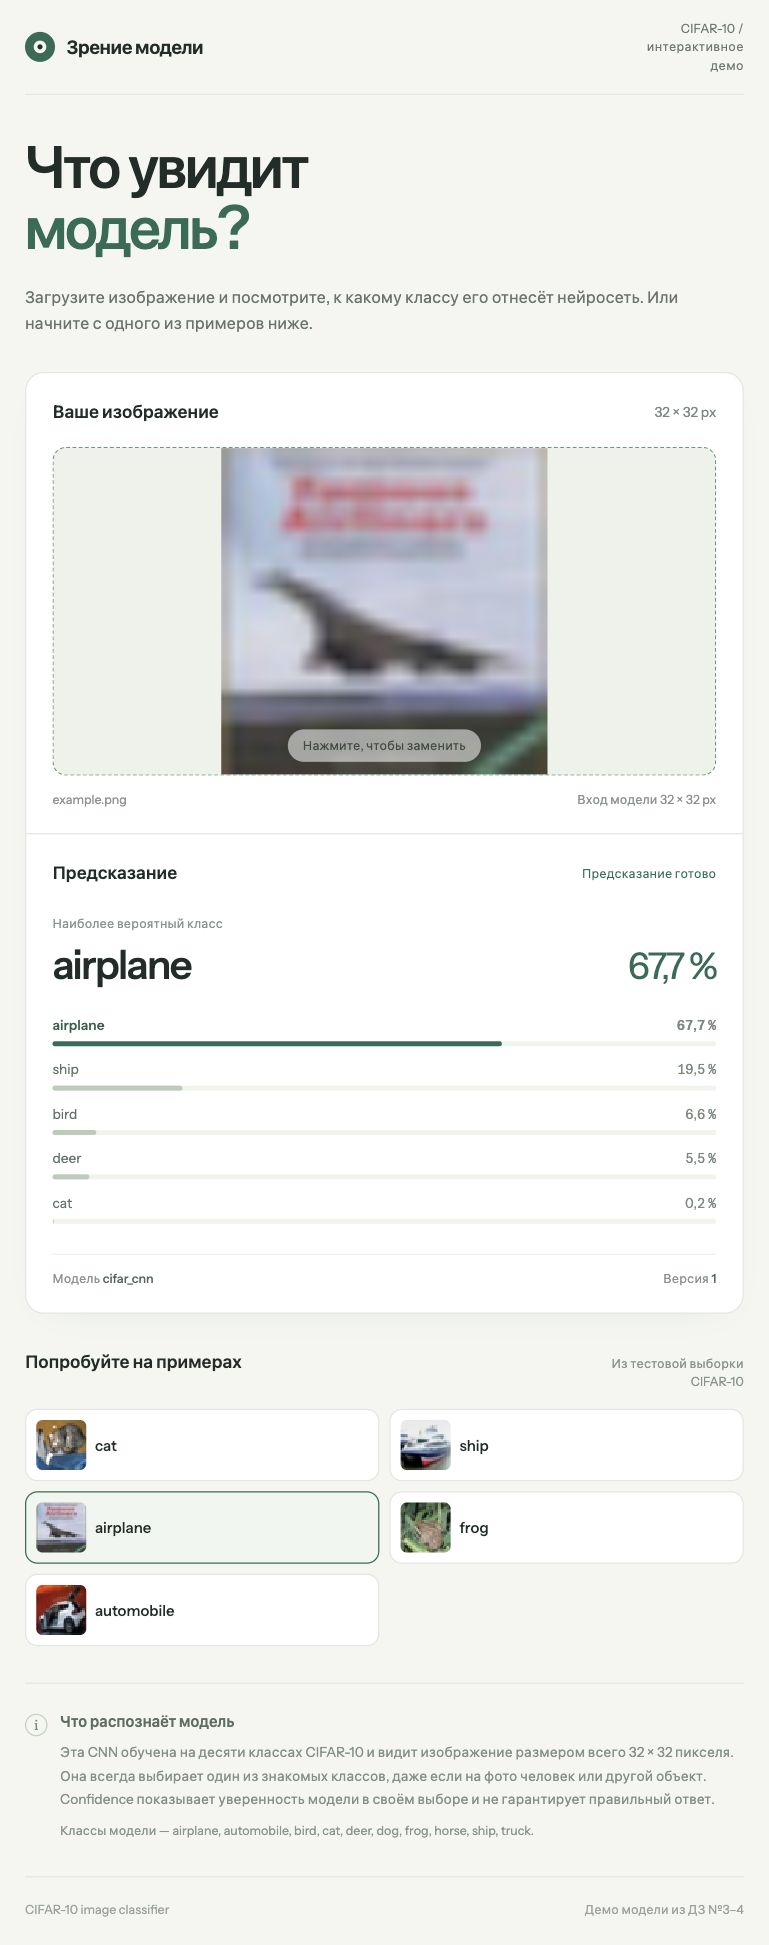 Зрение модели
CIFAR-10 /
интерактивное
демо
Что увидит
модель?
Загрузите изображение и посмотрите, к какому классу его отнесёт нейросеть. Или
начните с одного из примеров ниже.
Ваше изображение
32 × 32 px
Нажмите, чтобы заменить
example.png
Вход модели 32 × 32 px
Предсказание
Предсказание готово
Наиболее вероятный класс
airplane
67,7 %
airplane
67,7 %
ship
19,5 %
bird
6,6 %
deer
5,5 %
cat
0,2 %
Модель cifar_cnn
Версия 1
Попробуйте на примерах
Из тестовой выборки
CIFAR-10
cat
ship
airplane
frog
automobile
i
Что распознаёт модель
Эта CNN обучена на десяти классах CIFAR-10 и видит изображение размером всего 32 × 32 пикселя.
Она всегда выбирает один из знакомых классов, даже если на фото человек или другой объект.
Confidence показывает уверенность модели в своём выборе и не гарантирует правильный ответ.
Классы модели — airplane, automobile, bird, cat, deer, dog, frog, horse, ship, truck.
CIFAR-10 image classifier
Демо модели из ДЗ №3–4